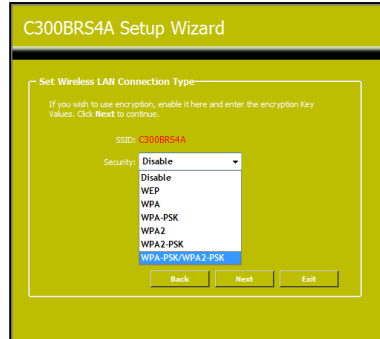 C300BRS4A Setup Wizard
Set Wireless LAN Connection Type
If you wish to use encryption, enable it here and enter the encryption Key
Values. Click Next to continue.
SSID: C300BRS4A
Security: Disable
Disable
WEP
WPA
WPA-PSK
WPA2
WPA2-PSK
WPA-PSK/WPA2-PSK
Back Next Exit